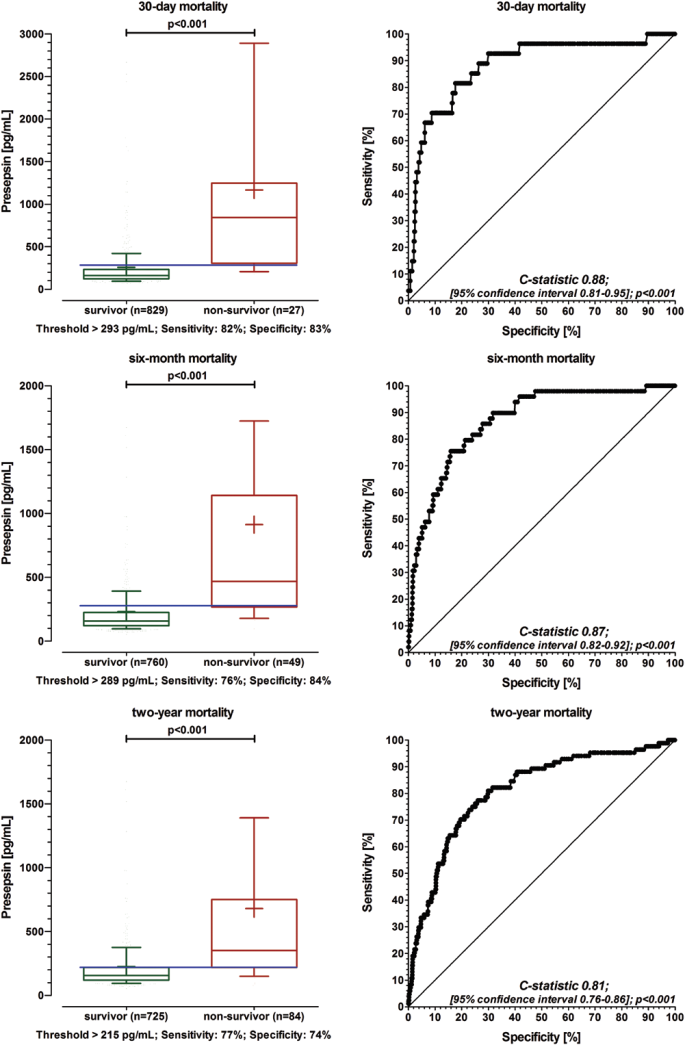 30-day mortality
p<0.001
Presepsin [pg/mL]
3000
2500
2000
1500
1000
500
0
survivor (n=829)
non-survivor (n=27)
Threshold > 293 pg/mL; Sensitivity: 82%; Specificity: 83%
30-day mortality
Sensitivity [%]
100
90
80
70
60
50
40
30
20
10
0
C-statistic 0.88;
[95% confidence interval 0.81-0.95]; p<0.001
0 10 20 30 40 50 60 70 80 90 100
Specificity [%]
six-month mortality
p<0.001
Presepsin [pg/mL]
2000
1500
1000
500
0
survivor (n=760)
non-survivor (n=49)
Threshold > 289 pg/mL; Sensitivity: 76%; Specificity: 84%
six-month mortality
Sensitivity [%]
100
90
80
70
60
50
40
30
20
10
0
C-statistic 0.87;
[95% confidence interval 0.82-0.92]; p<0.001
0 10 20 30 40 50 60 70 80 90 100
Specificity [%]
two-year mortality
p<0.001
Presepsin [pg/mL]
2000
1500
1000
500
0
survivor (n=725)
non-survivor (n=84)
Threshold > 215 pg/mL; Sensitivity: 77%; Specificity: 74%
two-year mortality
Sensitivity [%]
100
90
80
70
60
50
40
30
20
10
0
C-statistic 0.81;
[95% confidence interval 0.76-0.86]; p<0.001
0 10 20 30 40 50 60 70 80 90 100
Specificity [%]